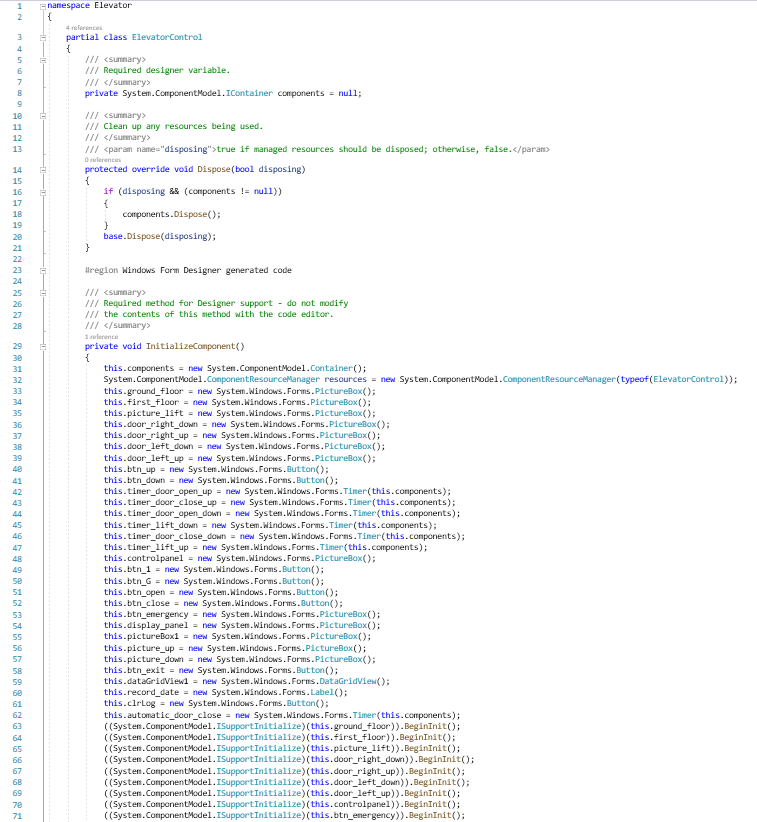 1 namespace Elevator
2 {
4 references
3 partial class ElevatorControl
4 {
5 /// <summary>
6 /// Required designer variable.
7 /// </summary>
8 private System.ComponentModel.IContainer components = null;
9
10 /// <summary>
11 /// Clean up any resources being used.
12 /// </summary>
13 /// <param name="disposing">true if managed resources should be disposed; otherwise, false.</param>
0 references
14 protected override void Dispose(bool disposing)
15 {
16 if (disposing && (components != null))
17 {
18 components.Dispose();
19 }
20 base.Dispose(disposing);
21 }
22
23 #region Windows Form Designer generated code
24
25 /// <summary>
26 /// Required method for Designer support - do not modify
27 /// the contents of this method with the code editor.
28 /// </summary>
1 reference
29 private void InitializeComponent()
30 {
31 this.components = new System.ComponentModel.Container();
32 System.ComponentModel.ComponentResourceManager resources = new System.ComponentModel.ComponentResourceManager(typeof(ElevatorControl));
33 this.ground_floor = new System.Windows.Forms.PictureBox();
34 this.first_floor = new System.Windows.Forms.PictureBox();
35 this.picture_lift = new System.Windows.Forms.PictureBox();
36 this.door_right_down = new System.Windows.Forms.PictureBox();
37 this.door_right_up = new System.Windows.Forms.PictureBox();
38 this.door_left_down = new System.Windows.Forms.PictureBox();
39 this.door_left_up = new System.Windows.Forms.PictureBox();
40 this.btn_up = new System.Windows.Forms.Button();
41 this.btn_down = new System.Windows.Forms.Button();
42 this.timer_door_open_up = new System.Windows.Forms.Timer(this.components);
43 this.timer_door_close_up = new System.Windows.Forms.Timer(this.components);
44 this.timer_door_open_down = new System.Windows.Forms.Timer(this.components);
45 this.timer_lift_down = new System.Windows.Forms.Timer(this.components);
46 this.timer_door_close_down = new System.Windows.Forms.Timer(this.components);
47 this.timer_lift_up = new System.Windows.Forms.Timer(this.components);
48 this.controlpanel = new System.Windows.Forms.PictureBox();
49 this.btn_1 = new System.Windows.Forms.Button();
50 this.btn_G = new System.Windows.Forms.Button();
51 this.btn_open = new System.Windows.Forms.Button();
52 this.btn_close = new System.Windows.Forms.Button();
53 this.btn_emergency = new System.Windows.Forms.PictureBox();
54 this.display_panel = new System.Windows.Forms.PictureBox();
55 this.pictureBox1 = new System.Windows.Forms.PictureBox();
56 this.picture_up = new System.Windows.Forms.PictureBox();
57 this.picture_down = new System.Windows.Forms.PictureBox();
58 this.btn_exit = new System.Windows.Forms.Button();
59 this.dataGridView1 = new System.Windows.Forms.DataGridView();
60 this.record_date = new System.Windows.Forms.Label();
61 this.clrLog = new System.Windows.Forms.Button();
62 this.automatic_door_close = new System.Windows.Forms.Timer(this.components);
63 ((System.ComponentModel.ISupportInitialize)(this.ground_floor)).BeginInit();
64 ((System.ComponentModel.ISupportInitialize)(this.first_floor)).BeginInit();
65 ((System.ComponentModel.ISupportInitialize)(this.picture_lift)).BeginInit();
66 ((System.ComponentModel.ISupportInitialize)(this.door_right_down)).BeginInit();
67 ((System.ComponentModel.ISupportInitialize)(this.door_right_up)).BeginInit();
68 ((System.ComponentModel.ISupportInitialize)(this.door_left_down)).BeginInit();
69 ((System.ComponentModel.ISupportInitialize)(this.door_left_up)).BeginInit();
70 ((System.ComponentModel.ISupportInitialize)(this.controlpanel)).BeginInit();
71 ((System.ComponentModel.ISupportInitialize)(this.btn_emergency)).BeginInit();